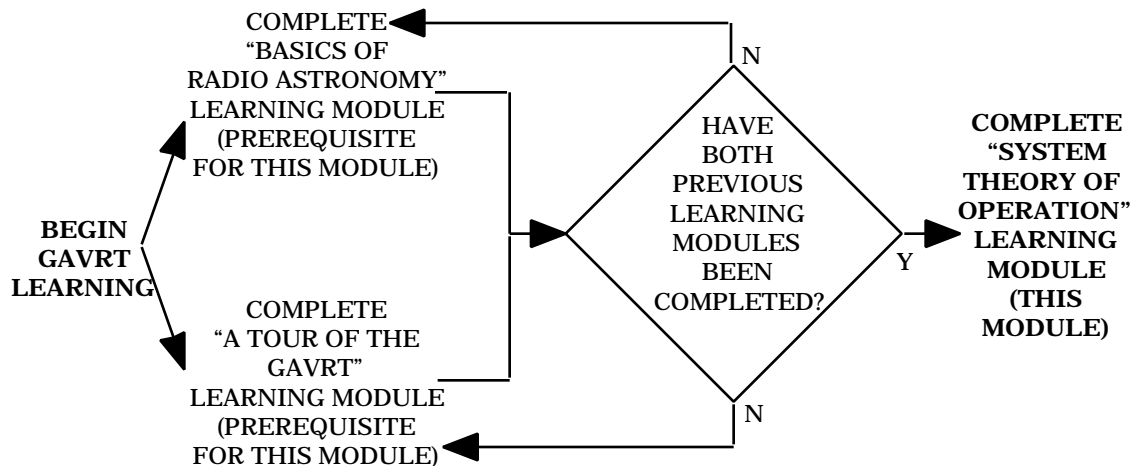 BEGIN
GAVRT
LEARNING
COMPLETE
“BASICS OF
RADIO ASTRONOMY”
LEARNING MODULE
(PREREQUISITE
FOR THIS MODULE)
COMPLETE
“A TOUR OF THE
GAVRT”
LEARNING MODULE
(PREREQUISITE
FOR THIS MODULE)
N
HAVE
BOTH
PREVIOUS
LEARNING
MODULES
BEEN
COMPLETED?
Y
N
COMPLETE
“SYSTEM
THEORY OF
OPERATION”
LEARNING
MODULE
(THIS
MODULE)